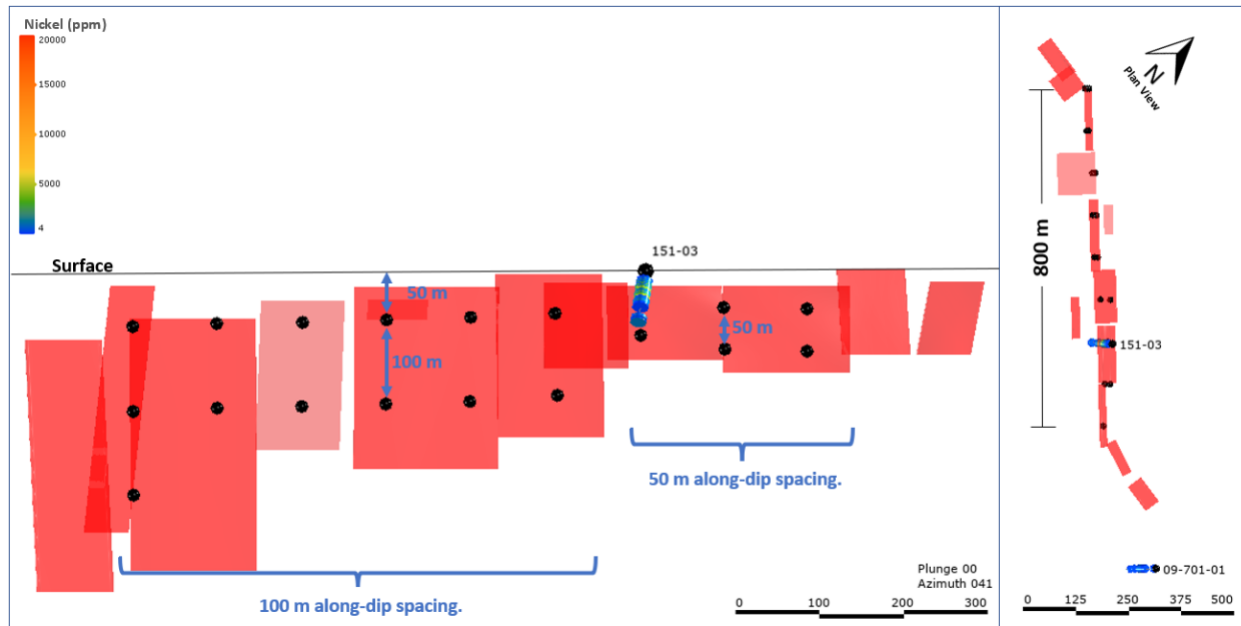 Nickel (ppm)
20000
15000
10000
5000
4
Surface
151-03
50 m
100 m
50 m
50 m along-dip spacing.
100 m along-dip spacing.
Plunge 00
Azimuth 041
0 100 200 300
N
Plan View
800 m
151-03
09-701-01
0 125 250 375 500